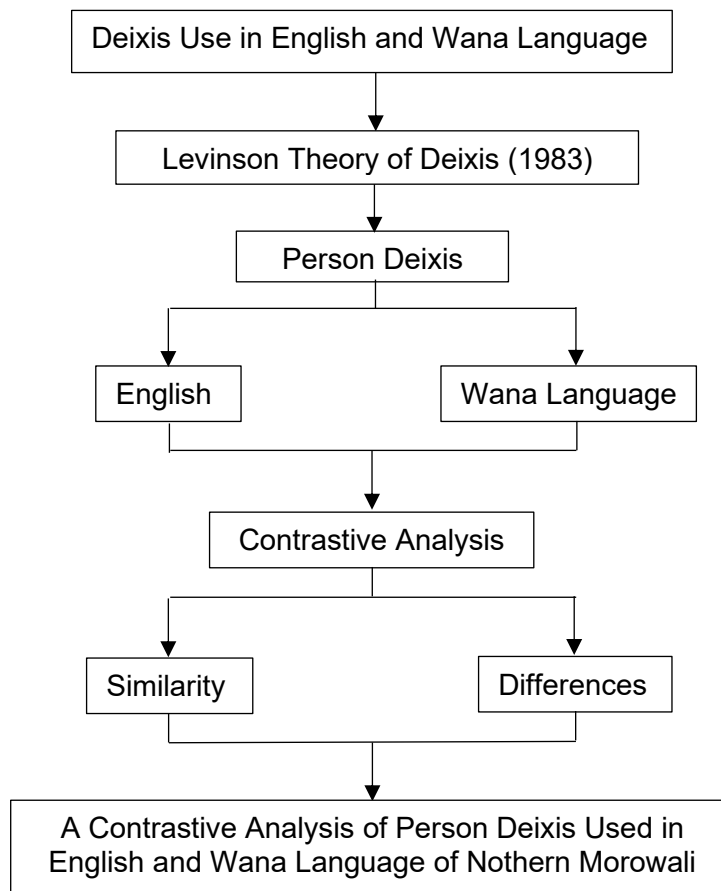 Deixis Use in English and Wana Language
Levinson Theory of Deixis (1983)
Person Deixis
English
Wana Language
Contrastive Analysis
Similarity
Differences
A Contrastive Analysis of Person Deixis Used in
English and Wana Language of Nothern Morowali